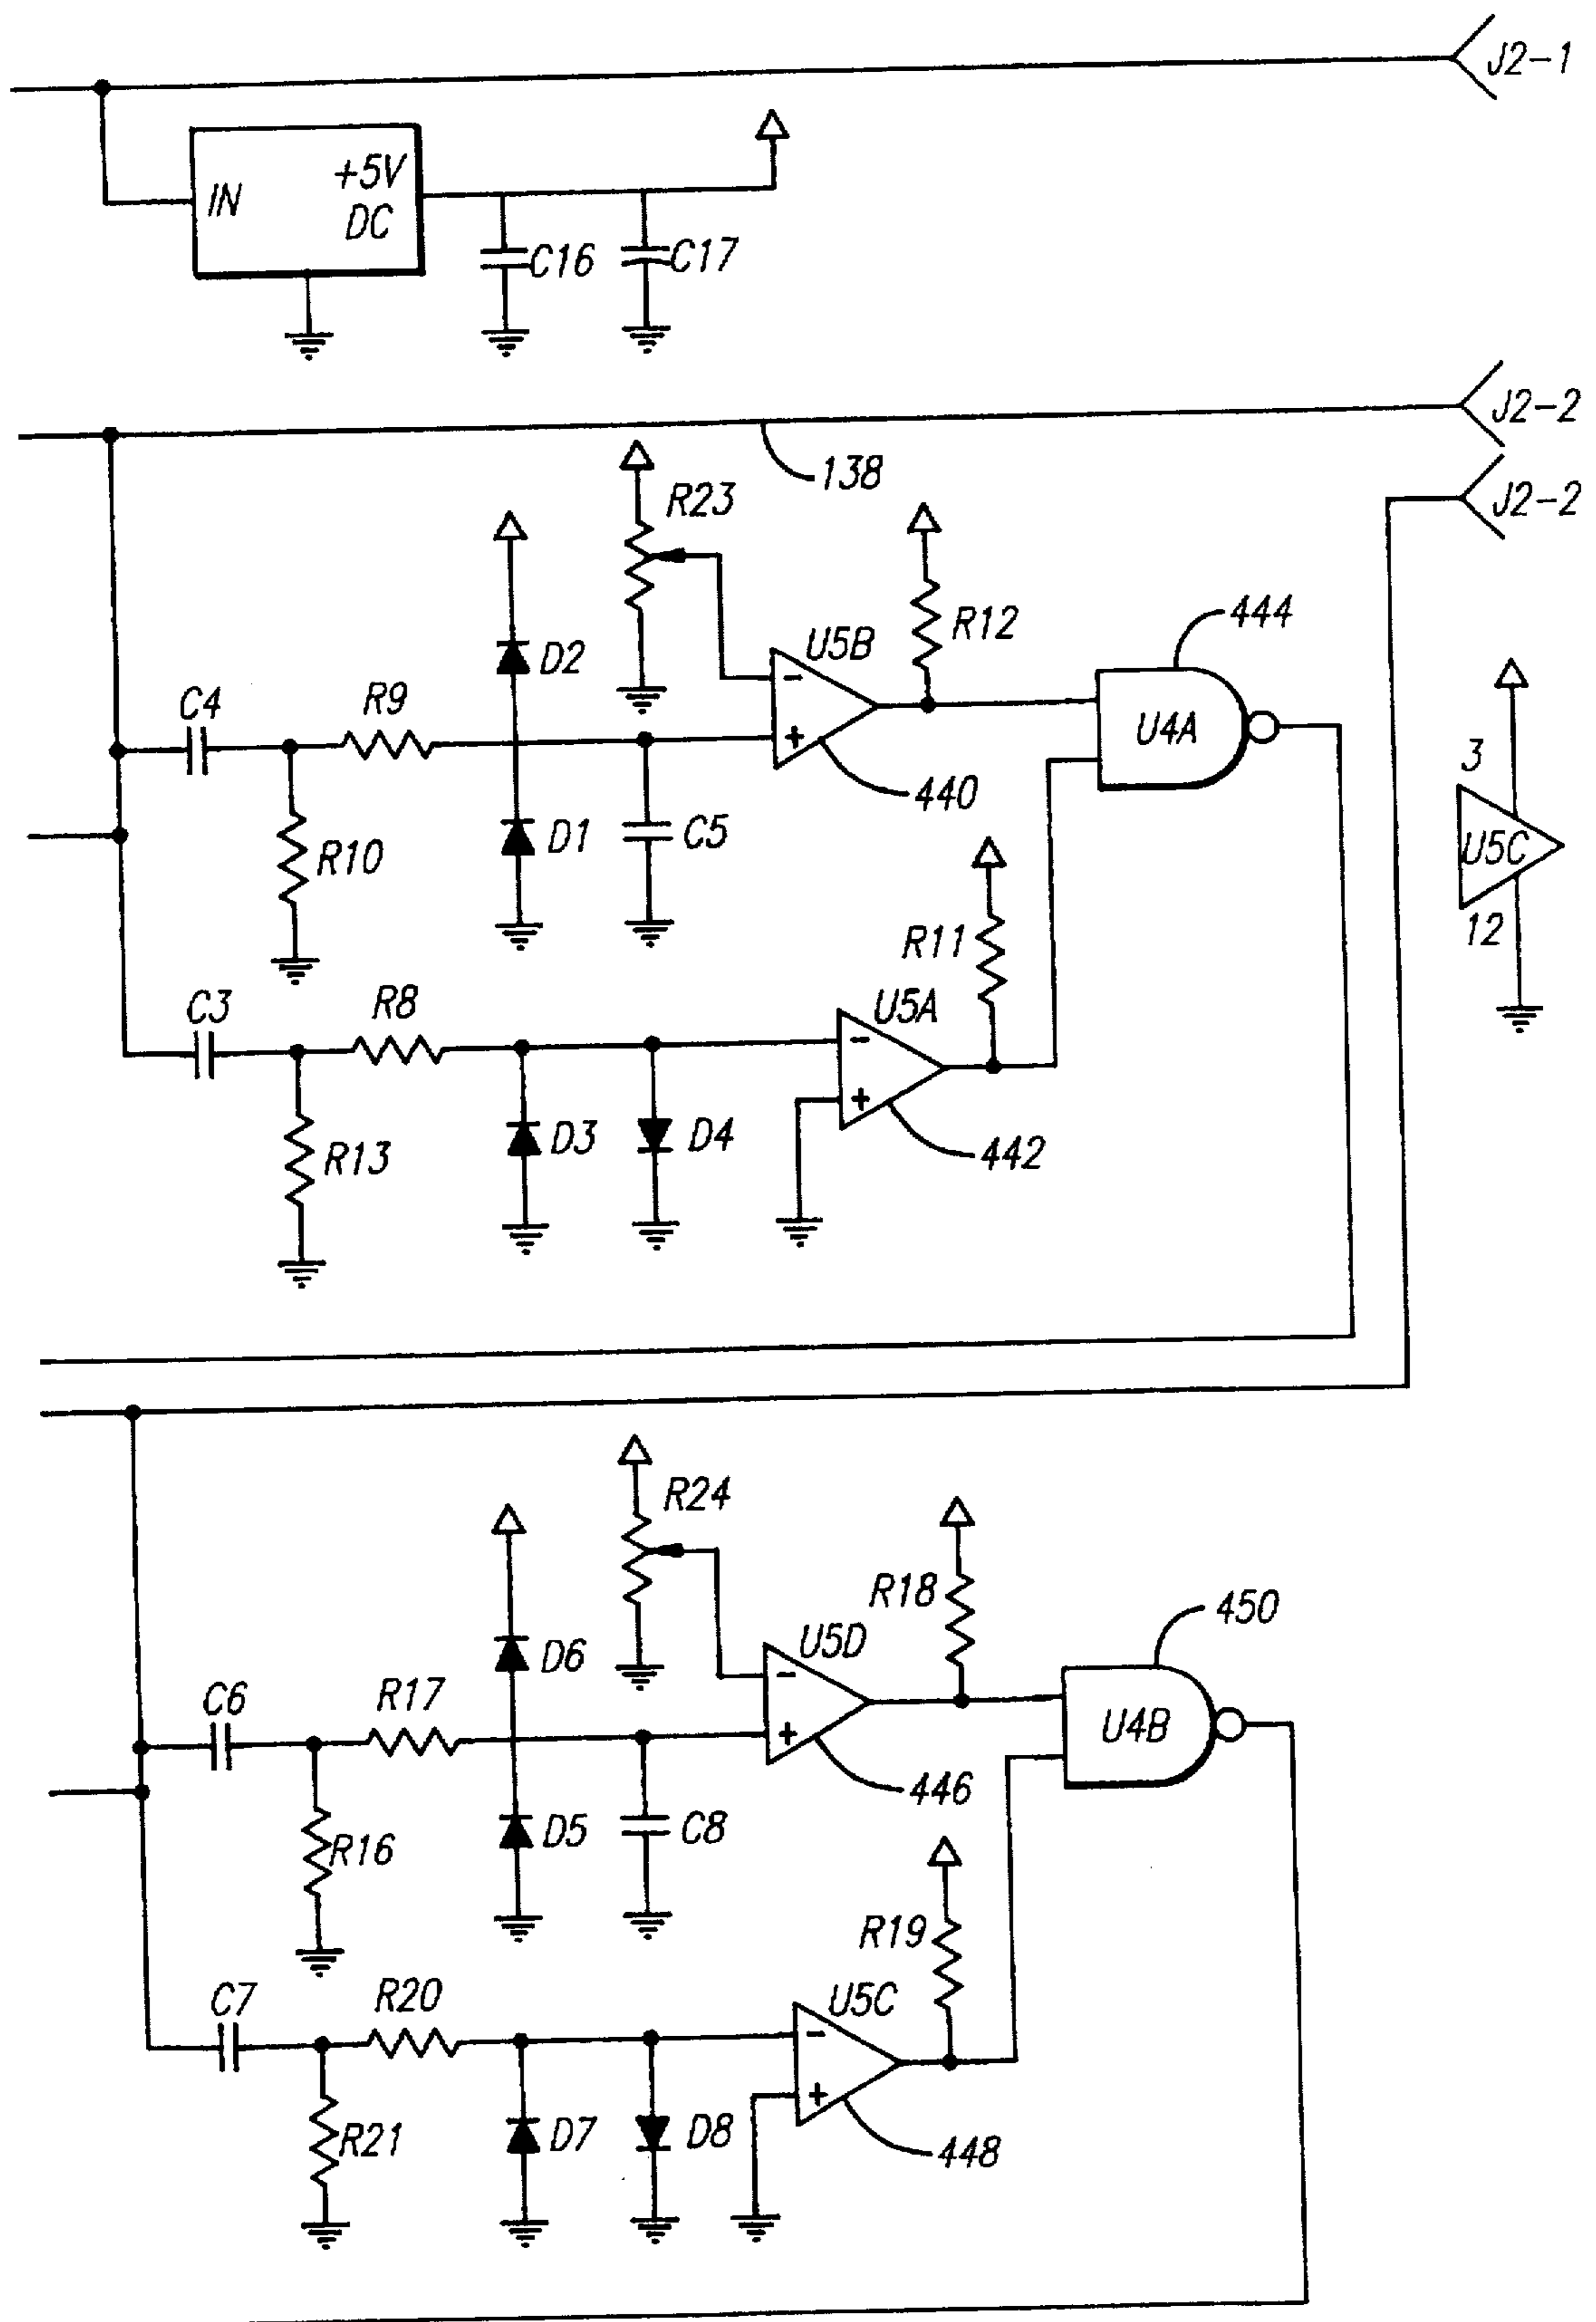 J2-1
IN
+5V
DC
C16
C17
J2-2
138
J2-2
R23
R12
444
D2
U5B
U4A
C4
R9
440
3
U5C
12
R10
D1
C5
R11
C3
R8
U5A
R13
D3
D4
442
R24
R18
450
D6
U5D
U4B
C6
R17
446
R16
D5
C8
R19
C7
R20
U5C
R21
D7
D8
448
-
+
-
+
-
+
-
+